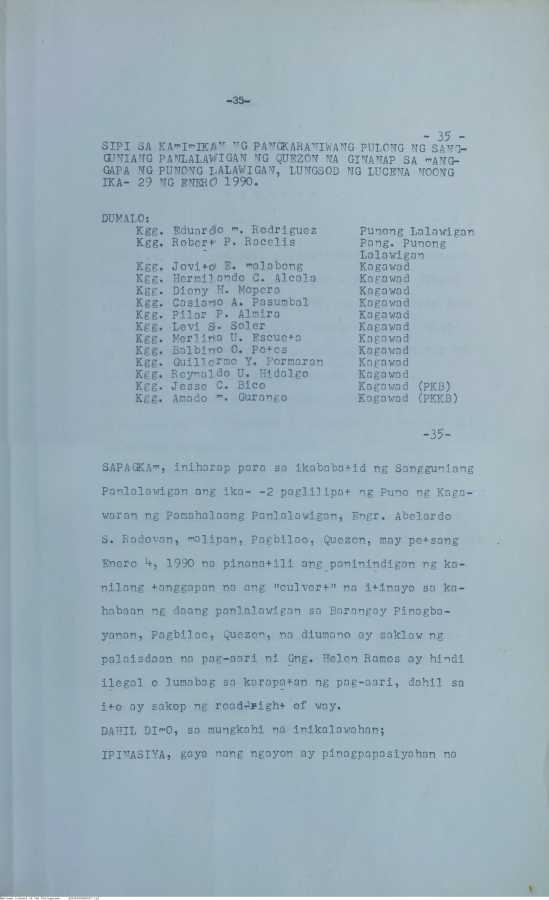 -35-
- 35 -
SIPI SA KATITIKAN NG PANGKARANIWANG PULONG NG SANG-
GUNIANG PANLALAWIGAN NG QUEZON NA GINANAP SA TANG-
GAPA NG PUNONG LALAWIGAN, LUNGSOD NG LUCENA NOONG
IKA- 29 NG ENERO 1990.
DUMALO:
Kgg. Eduardo T. Rodriguez Punong Lalawigan
Kgg. Robert P. Racelis Pang. Punong
Lalawigan
Kgg. Jovito E. Talabong Kagawad
Kgg. Hermilando C. Alcala Kagawad
Kgg. Diony H. Mopera Kagawad
Kgg. Casiano A. Pasumbal Kagawad
Kgg. Pilar P. Almira Kagawad
Kgg. Levi S. Soler Kagawad
Kgg. Merlina U. Escueta Kagawad
Kgg. Balbino O. Potes Kagawad
Kgg. Guillermo Y. Formaran Kagawad
Kgg. Reynaldo U. Hidalgo Kagawad
Kgg. Jesse C. Bico Kagawad (PKB)
Kgg. Amado T. Gurango Kagawad (PKKB)
-35-
SAPAGKAT, iniharap para sa ikababatid ng Sangguniang
Panlalawigan ang ika- -2 paglilipat ng Puno ng Kaga-
waran ng Pamahalaang Panlalawigan, Engr. Abelardo
S. Radovan, Talipan, Pagbilao, Quezon, may petsang
Enero 4, 1990 na pinanatili ang paninindigan ng ka-
nilang tanggapan na ang "culvert" na itinayo sa ka-
habaan ng daang panlalawigan sa Barangay Pinagba-
yanan, Pagbilao, Quezon, na diumano ay saklaw ng
palaisdaan na pag-aari ni Gng. Helen Ramos ay hindi
ilegal o lumabag sa karapatan ng pag-aari, dahil sa
ito ay sakop ng road-right of way.
DAHIL DITO, sa mungkahi na inikalawahan;
IPINASIYA, gaya nang ngayon ay pinagpapasiyahan na
National Library of the Philippines